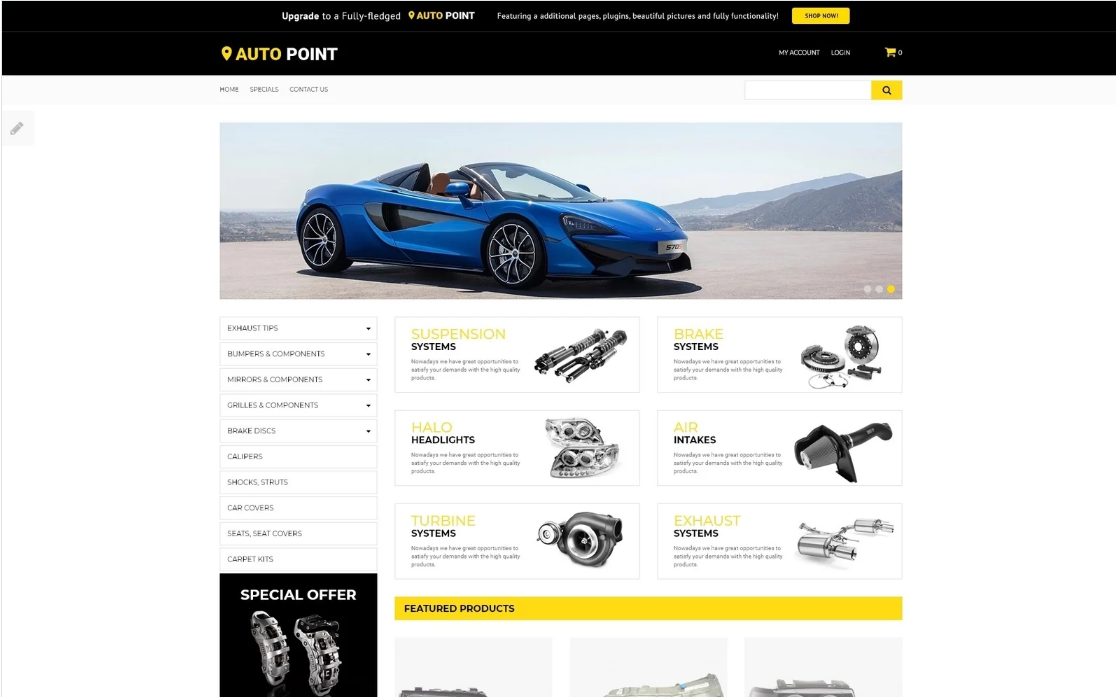 Upgrade to a Fully-fledged AUTO POINT Featuring a additional pages, plugins, beautiful pictures and fully functionality! SHOP NOW!
AUTO POINT
MY ACCOUNT LOGIN 0
HOME SPECIALS CONTACT US
570S
EXHAUST TIPS
BUMPERS & COMPONENTS
MIRRORS & COMPONENTS
GRILLES & COMPONENTS
BRAKE DISCS
CALIPERS
SHOCKS, STRUTS
CAR COVERS
SEATS, SEAT COVERS
CARPET KITS
SPECIAL OFFER
SUSPENSION
SYSTEMS
Nowadays we have great opportunities to
satisfy your demands with the high quality
products.
BRAKE
SYSTEMS
Nowadays we have great opportunities to
satisfy your demands with the high quality
products.
HALO
HEADLIGHTS
Nowadays we have great opportunities to
satisfy your demands with the high quality
products.
AIR
INTAKES
Nowadays we have great opportunities to
satisfy your demands with the high quality
products.
TURBINE
SYSTEMS
Nowadays we have great opportunities to
satisfy your demands with the high quality
products.
EXHAUST
SYSTEMS
Nowadays we have great opportunities to
satisfy your demands with the high quality
products.
FEATURED PRODUCTS